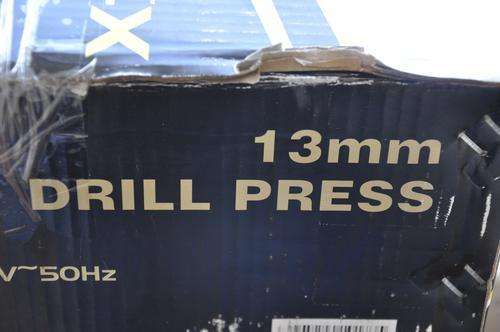 X-
13mm
DRILL PRESS
V~50Hz